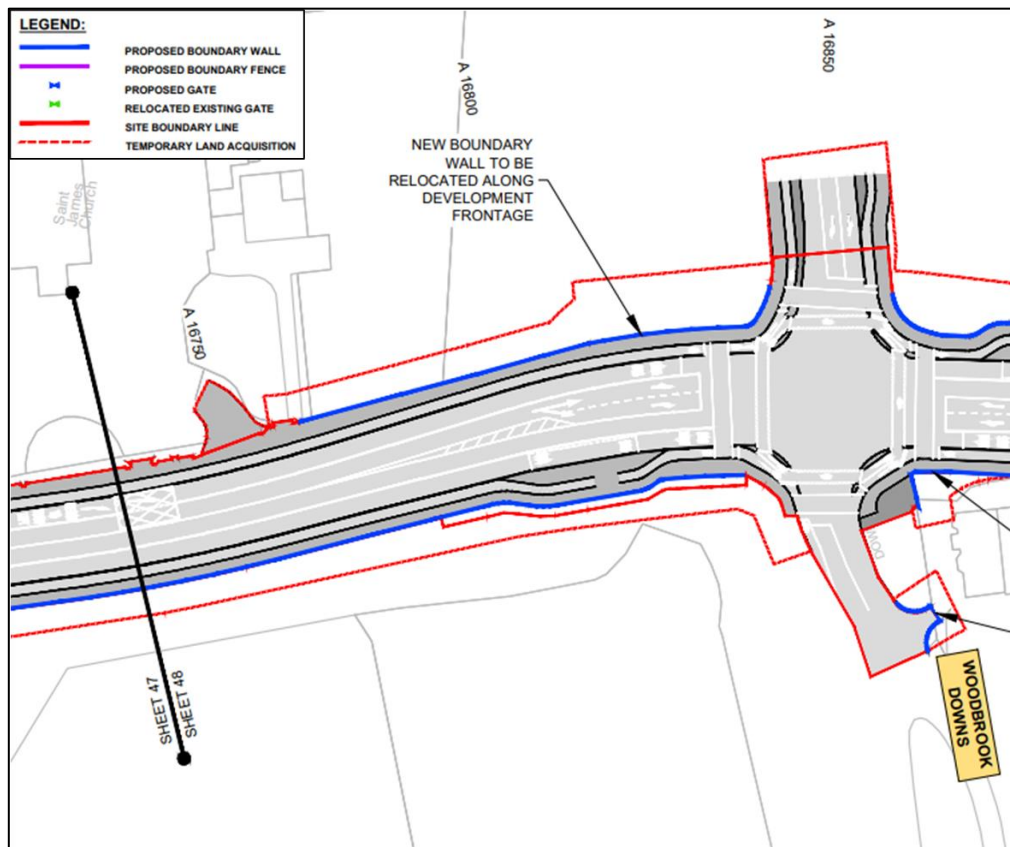 LEGEND:
PROPOSED BOUNDARY WALL
PROPOSED BOUNDARY FENCE
PROPOSED GATE
RELOCATED EXISTING GATE
SITE BOUNDARY LINE
TEMPORARY LAND ACQUISITION
A 16800
A 16850
NEW BOUNDARY
WALL TO BE
RELOCATED ALONG
DEVELOPMENT
FRONTAGE
Saint
James
Church
A 16750
SHEET 47
SHEET 48
WOODBROOK
DOWNS